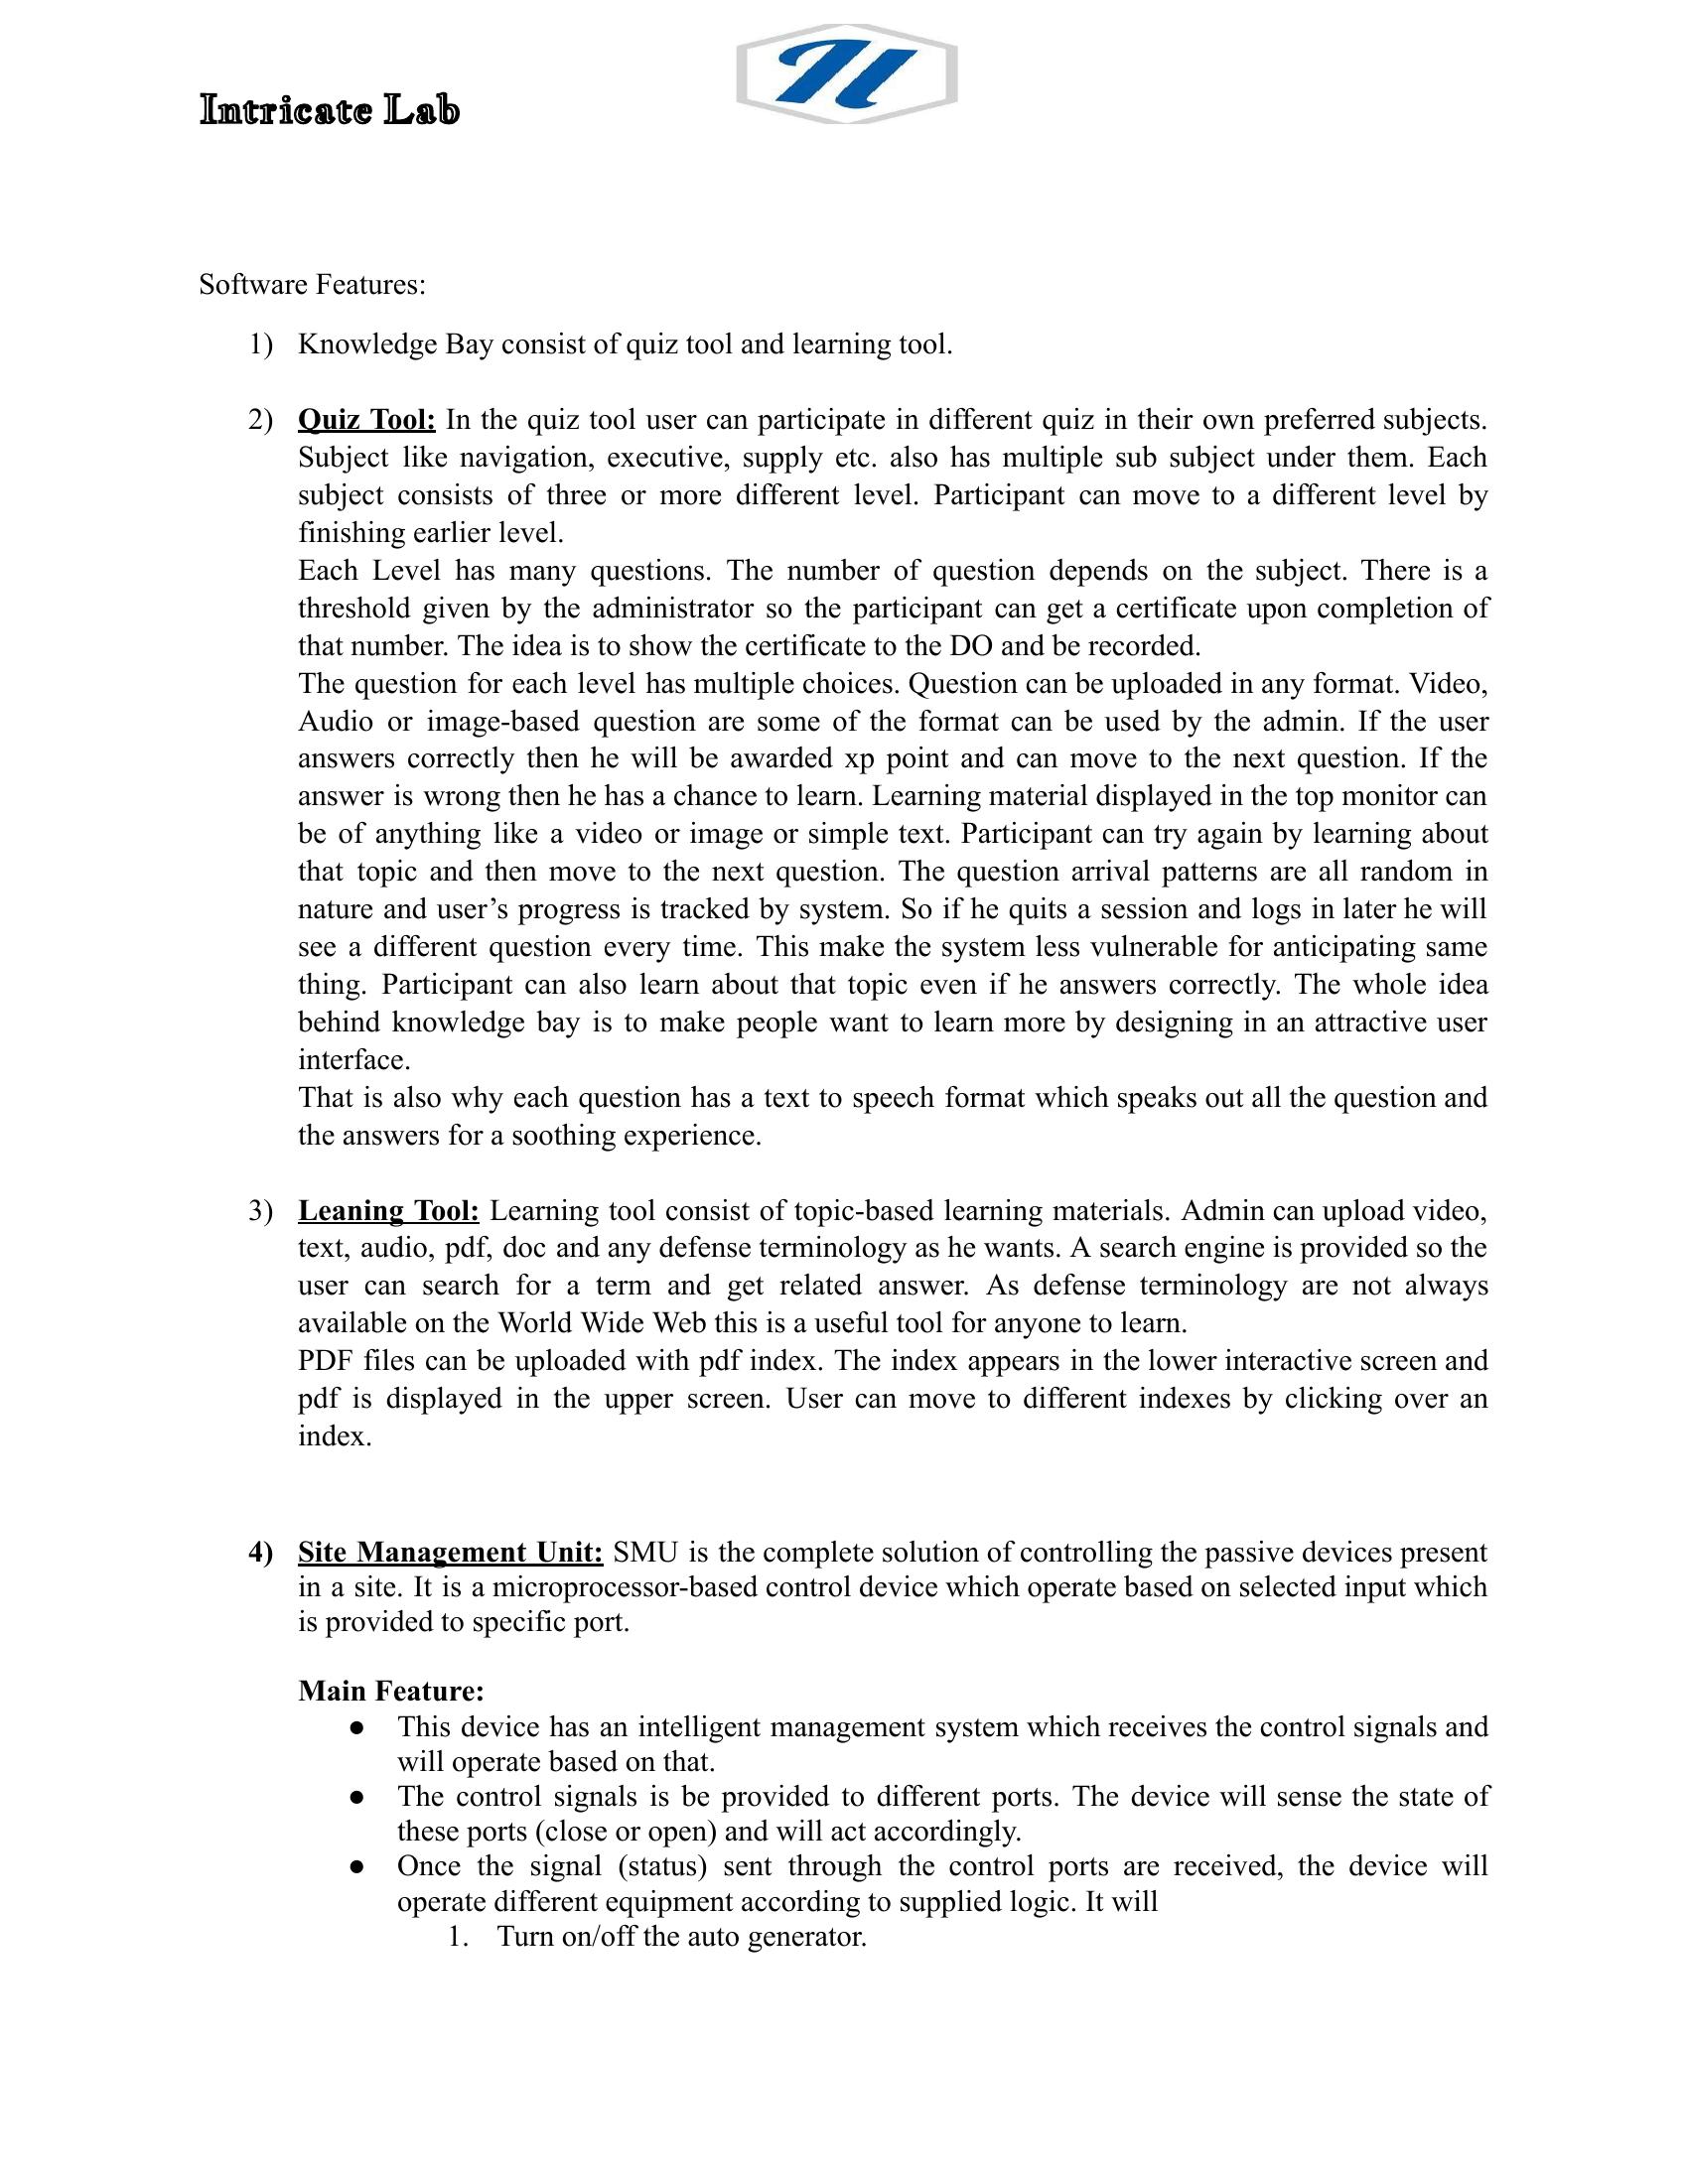 Intricate Lab
Software Features:
1) Knowledge Bay consist of quiz tool and learning tool.
2) Quiz Tool: In the quiz tool user can participate in different quiz in their own preferred subjects.
Subject like navigation, executive, supply etc. also has multiple sub subject under them. Each
subject consists of three or more different level. Participant can move to a different level by
finishing earlier level.
Each Level has many questions. The number of question depends on the subject. There is a
threshold given by the administrator so the participant can get a certificate upon completion of
that number. The idea is to show the certificate to the DO and be recorded.
The question for each level has multiple choices. Question can be uploaded in any format. Video,
Audio or image-based question are some of the format can be used by the admin. If the user
answers correctly then he will be awarded xp point and can move to the next question. If the
answer is wrong then he has a chance to learn. Learning material displayed in the top monitor can
be of anything like a video or image or simple text. Participant can try again by learning about
that topic and then move to the next question. The question arrival patterns are all random in
nature and user’s progress is tracked by system. So if he quits a session and logs in later he will
see a different question every time. This make the system less vulnerable for anticipating same
thing. Participant can also learn about that topic even if he answers correctly. The whole idea
behind knowledge bay is to make people want to learn more by designing in an attractive user
interface.
That is also why each question has a text to speech format which speaks out all the question and
the answers for a soothing experience.
3) Leaning Tool: Learning tool consist of topic-based learning materials. Admin can upload video,
text, audio, pdf, doc and any defense terminology as he wants. A search engine is provided so the
user can search for a term and get related answer. As defense terminology are not always
available on the World Wide Web this is a useful tool for anyone to learn.
PDF files can be uploaded with pdf index. The index appears in the lower interactive screen and
pdf is displayed in the upper screen. User can move to different indexes by clicking over an
index.
4) Site Management Unit: SMU is the complete solution of controlling the passive devices present
in a site. It is a microprocessor-based control device which operate based on selected input which
is provided to specific port.
Main Feature:
● This device has an intelligent management system which receives the control signals and
will operate based on that.
● The control signals is be provided to different ports. The device will sense the state of
these ports (close or open) and will act accordingly.
● Once the signal (status) sent through the control ports are received, the device will
operate different equipment according to supplied logic. It will
1. Turn on/off the auto generator.